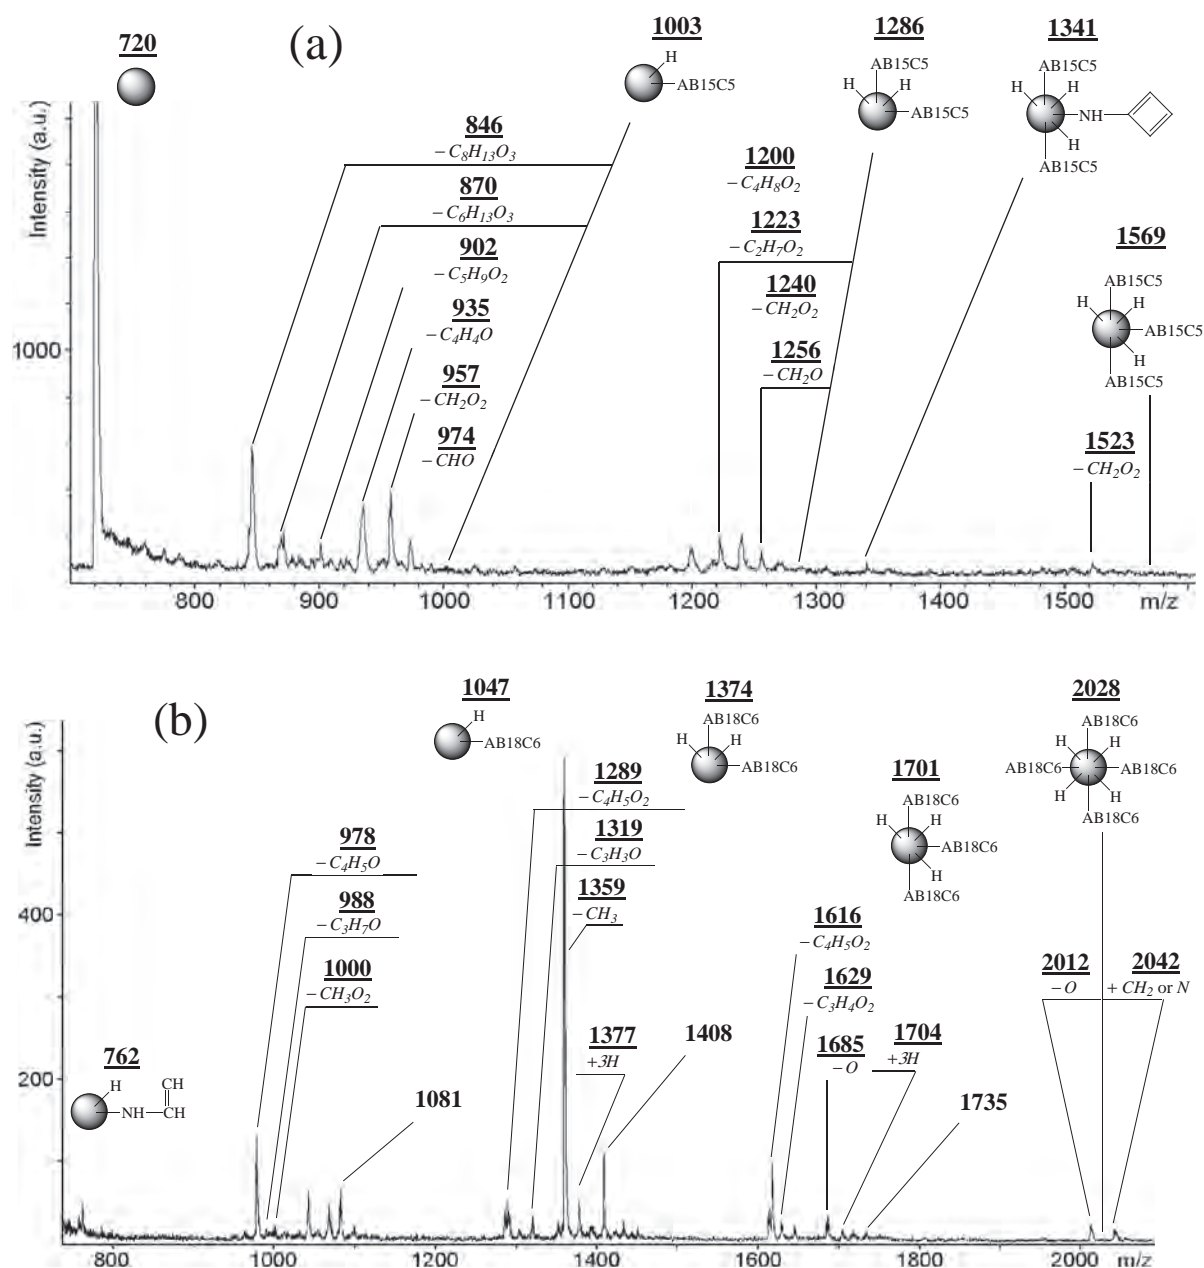 (a)
720
1003
H
AB15C5
1286
AB15C5
H
H
AB15C5
1341
AB15C5
H
H
NH
H
AB15C5
846
−C8H13O3
870
−C6H13O3
902
−C5H9O2
935
−C4H4O
957
−CH2O2
974
−CHO
1200
−C4H8O2
1223
−C2H7O2
1240
−CH2O2
1256
−CH2O
1569
AB15C5
H
H
AB15C5
H
AB15C5
1523
−CH2O2
Intensity (a.u.)
1000
800
900
1000
1100
1200
1300
1400
1500
m/z
(b)
1047
H
AB18C6
1374
AB18C6
H
H
AB18C6
2028
AB18C6
H
H
AB18C6
AB18C6
H
H
AB18C6
1701
AB18C6
H
H
AB18C6
H
AB18C6
1289
−C4H5O2
1319
−C3H3O
1359
−CH3
978
−C4H5O
988
−C3H7O
1000
−CH3O2
1616
−C4H5O2
1629
−C3H4O2
1685
−O
1704
+3H
2012
−O
2042
+ CH2 or N
1377
+3H
1408
762
H
CH
NH
CH
1081
1735
Intensity (a.u.)
400
200
800
1000
1200
1400
1600
1800
2000
m/z